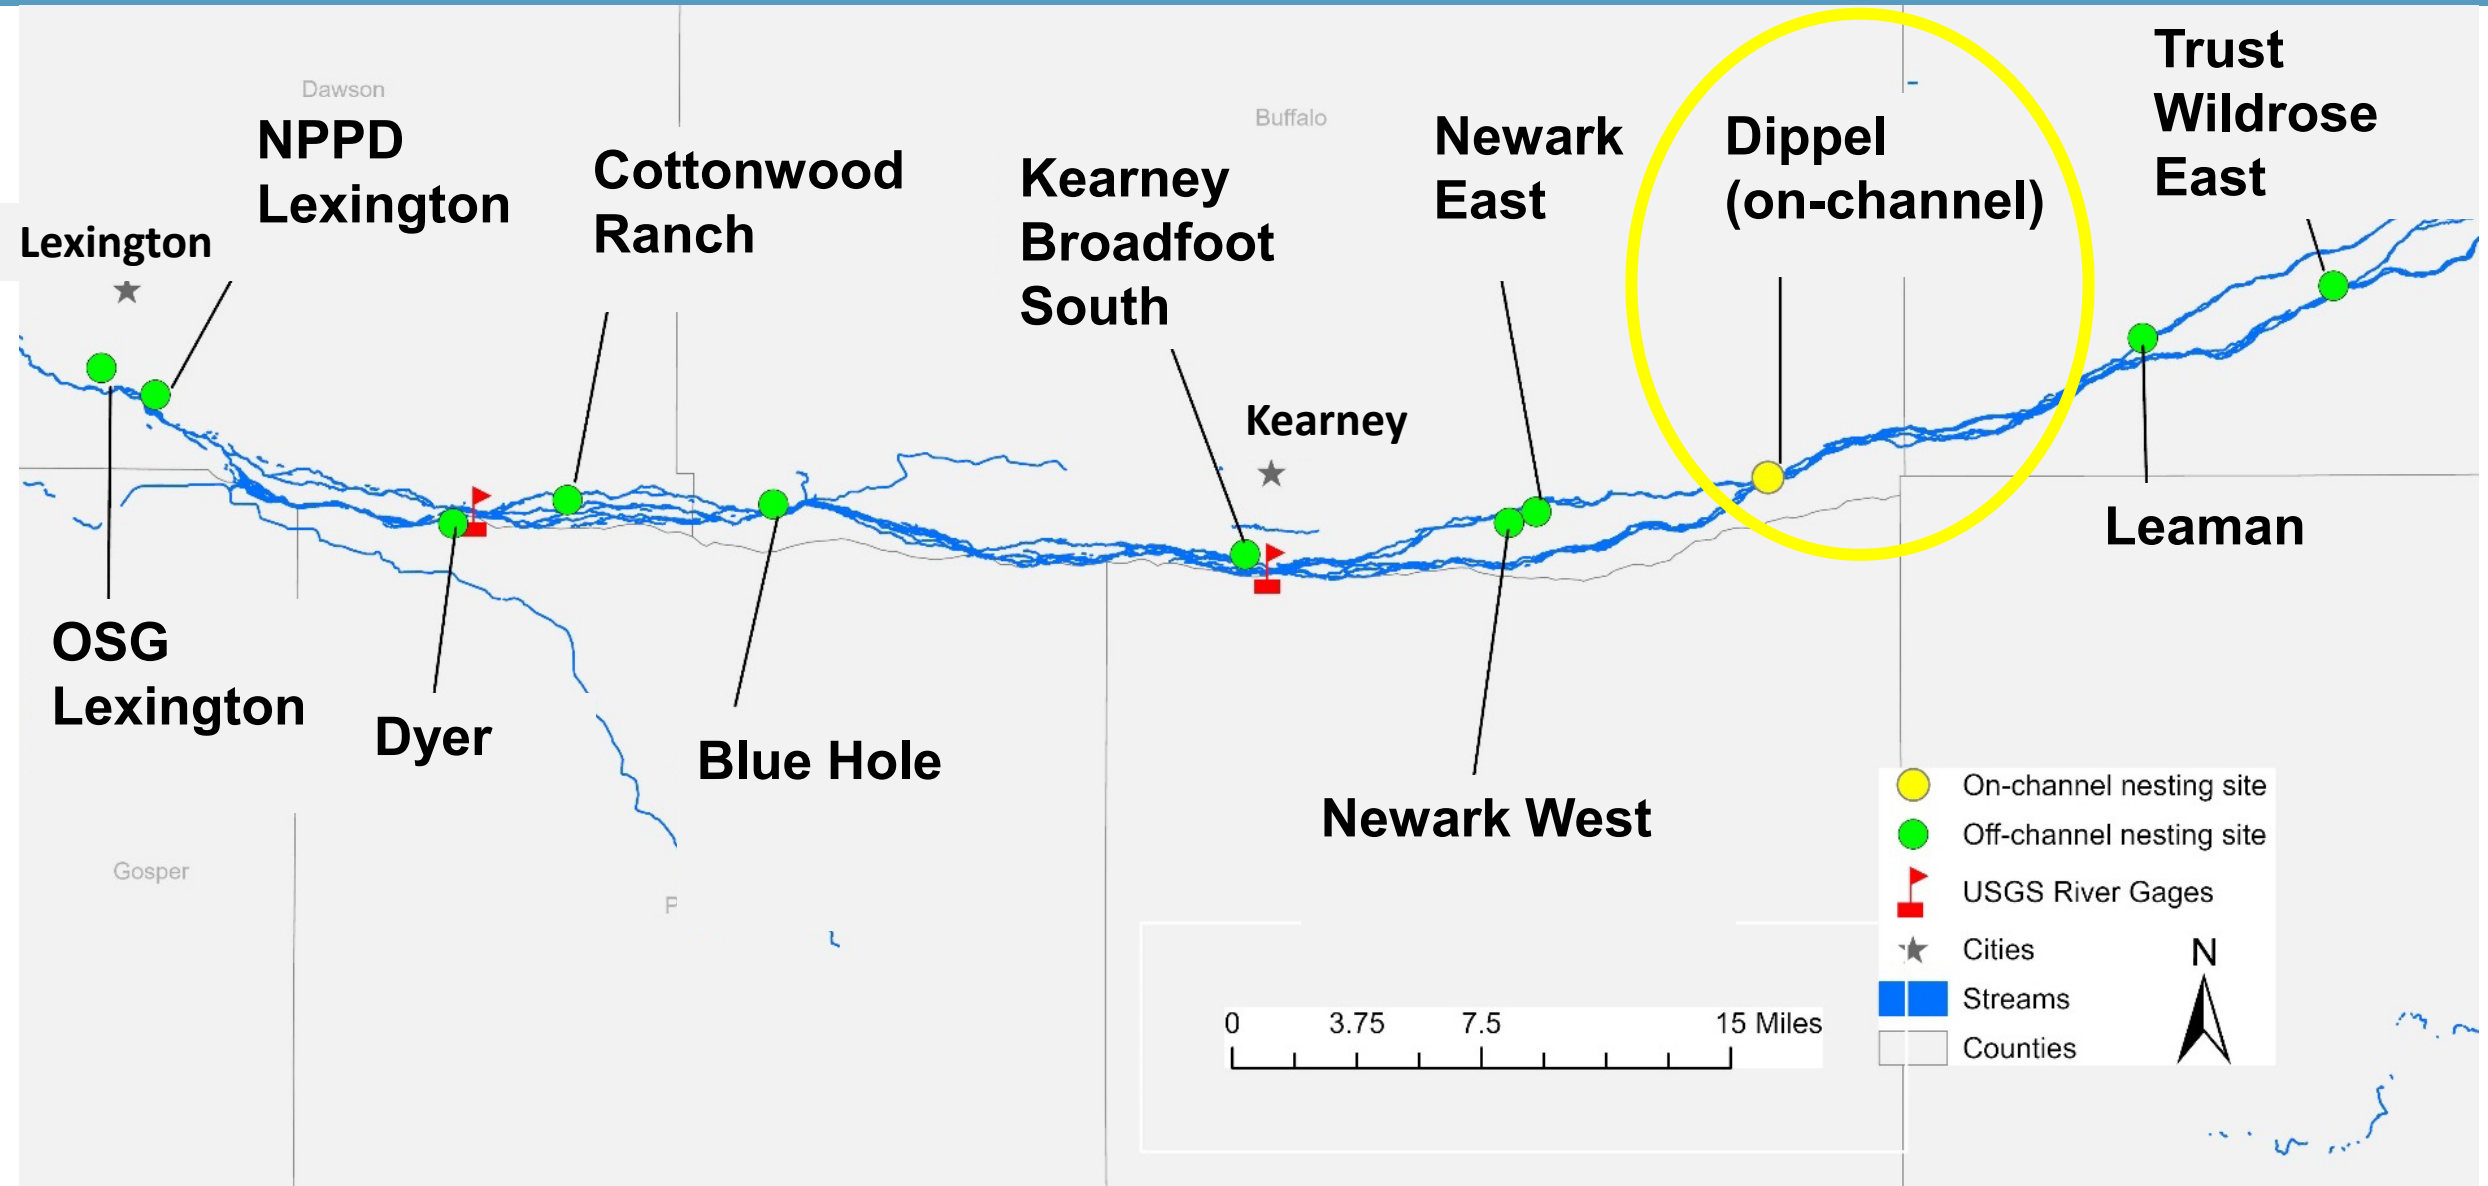 Dawson
NPPD
Lexington
Lexington
Cottonwood
Ranch
Buffalo
Kearney
Broadfoot
South
Kearney
Newark
East
Dippel
(on-channel)
Trust
Wildrose
East
OSG
Lexington
Dyer
Blue Hole
Newark West
Leaman
Gosper
P
0 3.75 7.5 15 Miles
On-channel nesting site
Off-channel nesting site
USGS River Gages
Cities
Streams
Counties
N